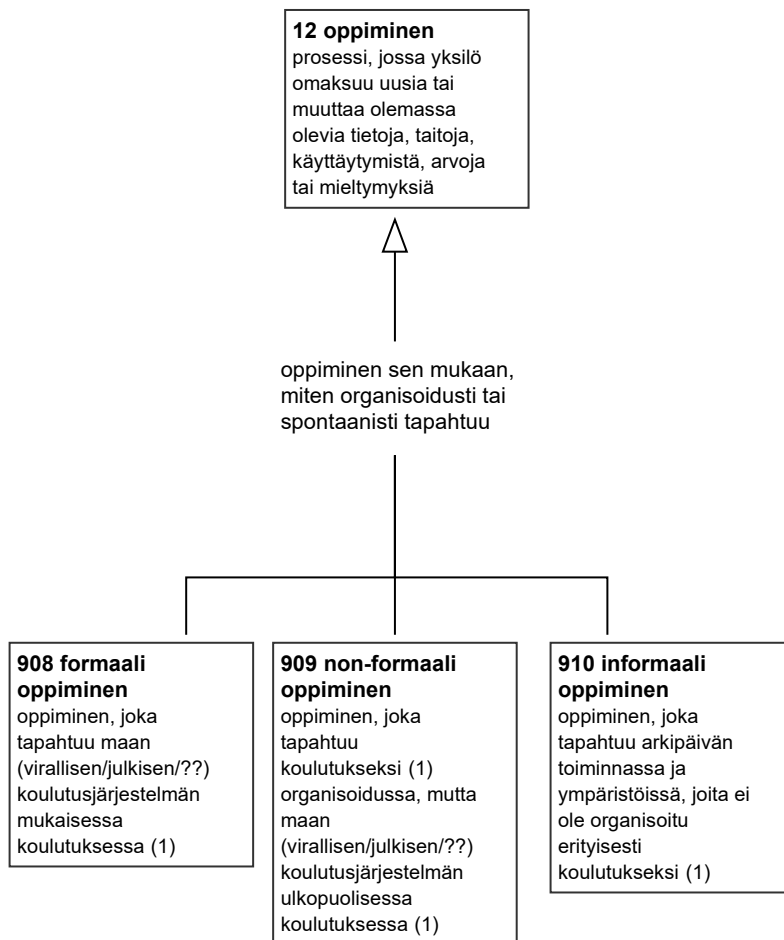 12 oppiminen
prosessi, jossa yksilö
omaksuu uusia tai
muuttaa olemassa
olevia tietoja, taitoja,
käyttäytymistä, arvoja
tai mieltymyksiä
oppiminen sen mukaan,
miten organisoidusti tai
spontaanisti tapahtuu
908 formaali
oppiminen
oppiminen, joka
tapahtuu maan
(virallisen/julkisen/??)
koulutusjärjestelmän
mukaisessa
koulutuksessa (1)
909 non-formaali
oppiminen
oppiminen, joka
tapahtuu
koulutukseksi (1)
organisoidussa, mutta
maan
(virallisen/julkisen/??)
koulutusjärjestelmän
ulkopuolisessa
koulutuksessa (1)
910 informaali
oppiminen
oppiminen, joka
tapahtuu arkipäivän
toiminnassa ja
ympäristöissä, joita ei
ole organisoitu
erityisesti
koulutukseksi (1)